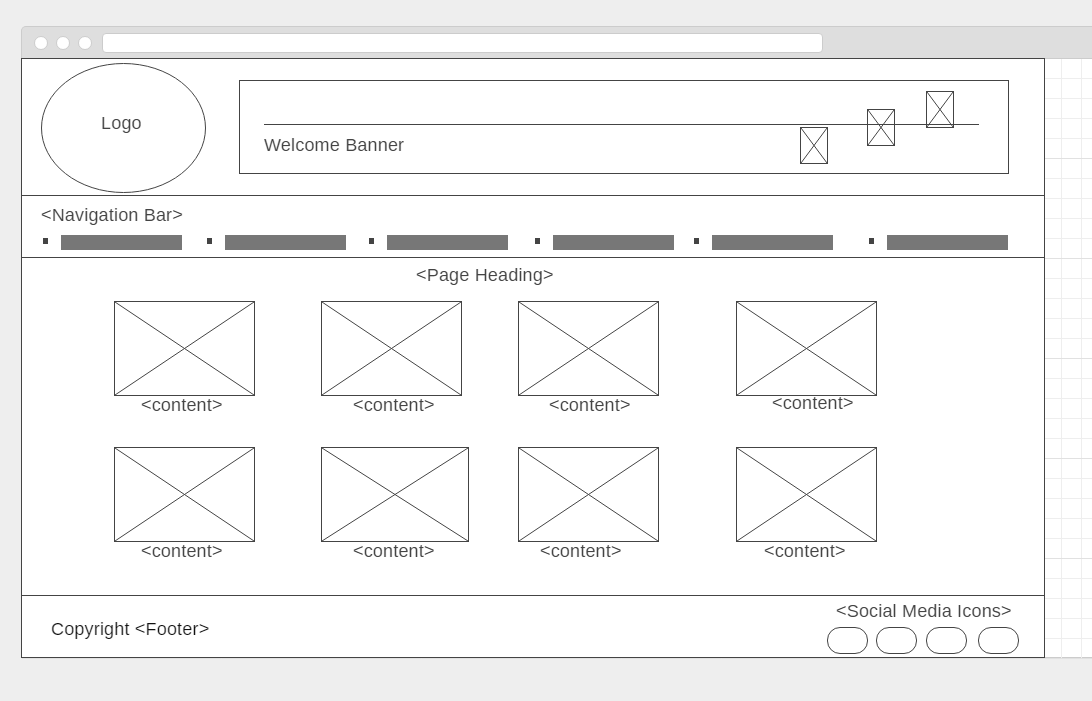 Logo
Welcome Banner
<Navigation Bar>
<Page Heading>
<content>
<content>
<content>
<content>
<content>
<content>
<content>
<content>
<Social Media Icons>
Copyright <Footer>